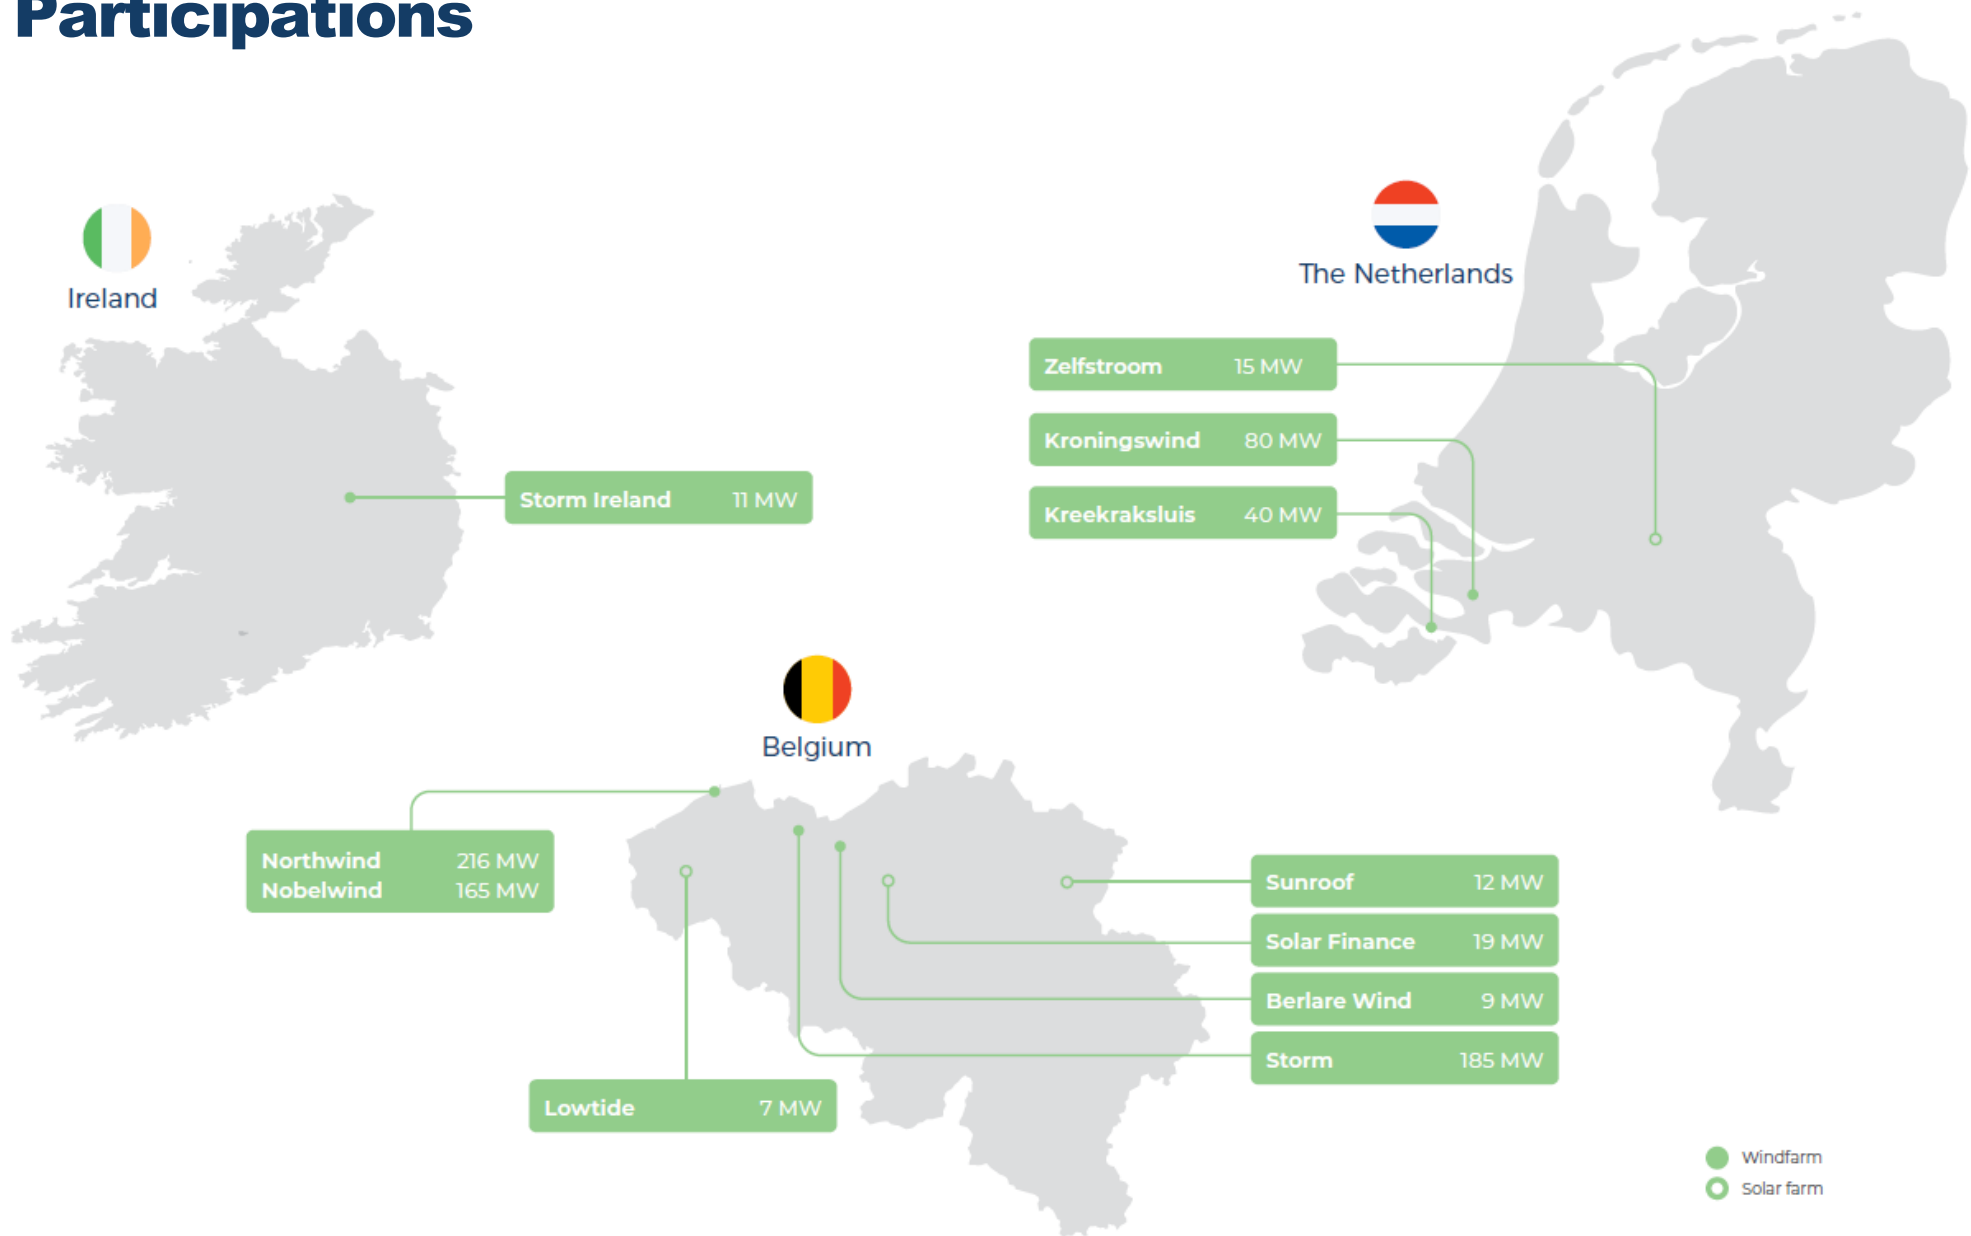 Participations
Ireland
Storm Ireland 11 MW
The Netherlands
Zelfstroom 15 MW
Kroningswind 80 MW
Kreekraksluis 40 MW
Belgium
Northwind 216 MW
Nobelwind 165 MW
Lowtide 7 MW
Sunroof 12 MW
Solar Finance 19 MW
Berlare Wind 9 MW
Storm 185 MW
Windfarm
Solar farm